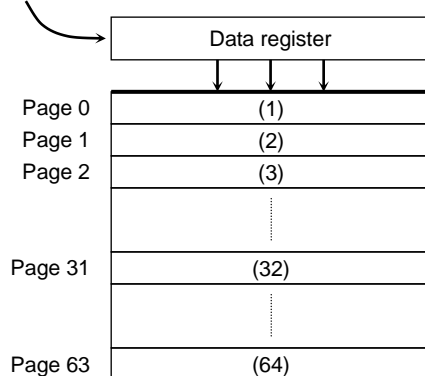 Data register
Page 0 (1)
Page 1 (2)
Page 2 (3)
Page 31 (32)
Page 63 (64)